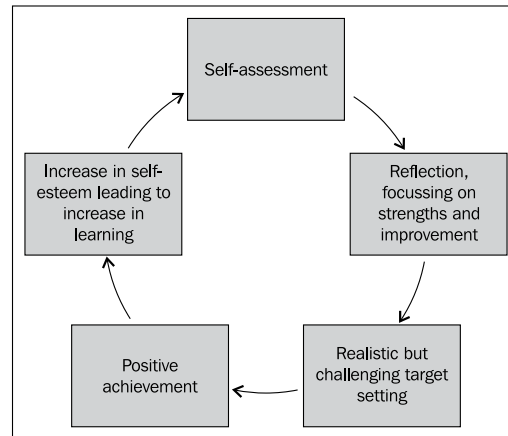 Self-assessment
Reflection,
focussing on
strengths and
improvement
Realistic but
challenging target
setting
Positive
achievement
Increase in self-
esteem leading to
increase in
learning